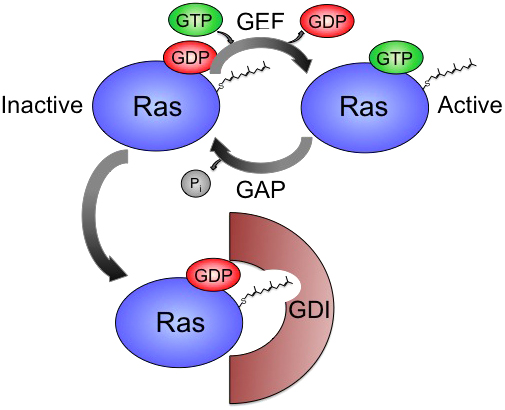 GTP
GEF
GDP
GDP
GTP
Inactive
Ras
Ras
Active
Pi
GAP
GDP
Ras
GDI